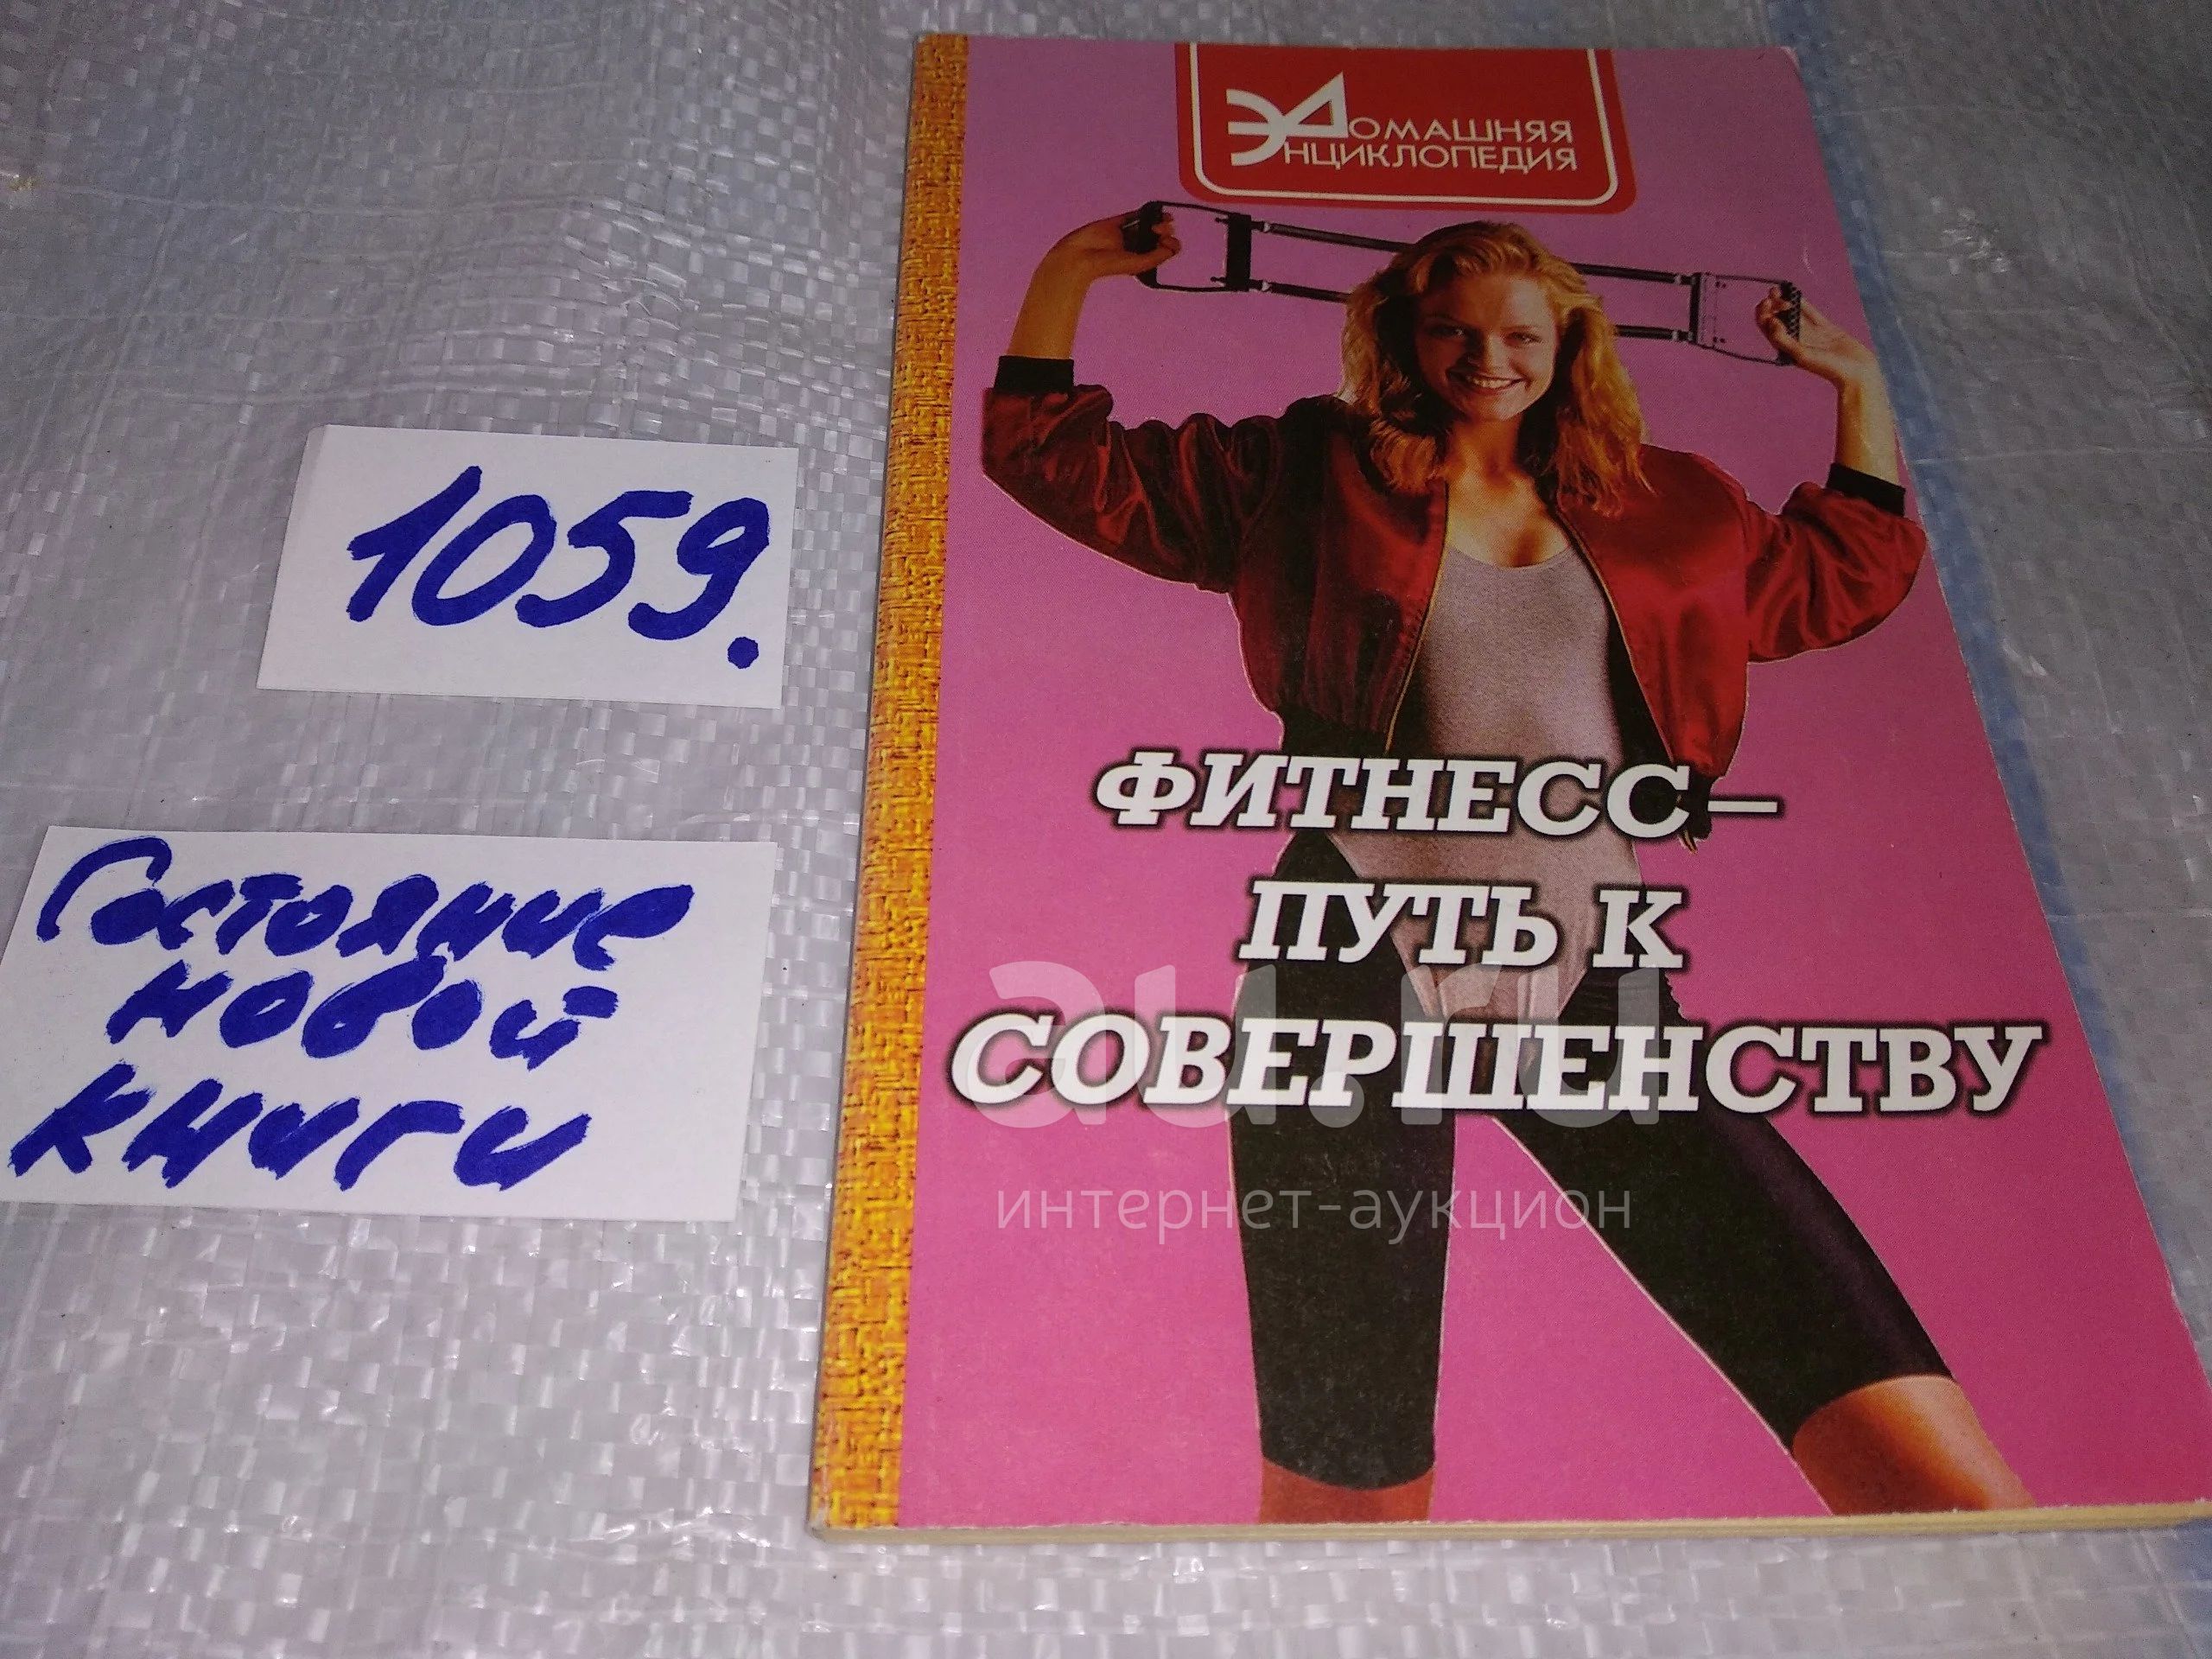 1059.
Состояние
новой
книги
Домашняя
Энциклопедия
ФИТНЕСС–
ПУТЬ К
СОВЕРШЕНСТВУ
au.ru
интернет-аукцион